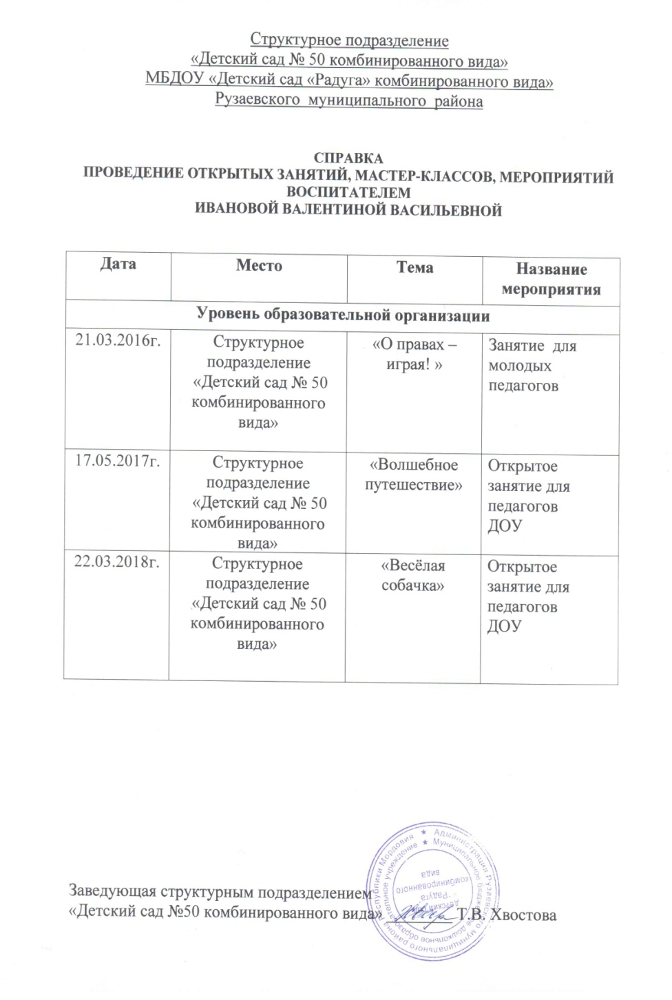 Структурное подразделение
«Детский сад № 50 комбинированного вида»
МБДОУ «Детский сад «Радуга» комбинированного вида»
Рузаевского муниципального района
СПРАВКА
ПРОВЕДЕНИЕ ОТКРЫТЫХ ЗАНЯТИЙ, МАСТЕР-КЛАССОВ, МЕРОПРИЯТИЙ
ВОСПИТАТЕЛЕМ
ИВАНОВОЙ ВАЛЕНТИНОЙ ВАСИЛЬЕВНОЙ
Дата
Место
Тема
Название
мероприятия
Уровень образовательной организации
21.03.2016г.
Структурное
подразделение
«Детский сад № 50
комбинированного
вида»
«О правах –
играя! »
Занятие для
молодых
педагогов
17.05.2017г.
Структурное
подразделение
«Детский сад № 50
комбинированного
вида»
«Волшебное
путешествие»
Открытое
занятие для
педагогов
ДОУ
22.03.2018г.
Структурное
подразделение
«Детский сад № 50
комбинированного
вида»
«Весёлая
собачка»
Открытое
занятие для
педагогов
ДОУ
Заведующая структурным подразделением
«Детский сад №50 комбинированного вида» ________ Т.В. Хвостова
★ Администрация Рузаевского муниципального района Республики Мордовия
★ Муниципальное дошкольное образовательное учреждение
"Радуга
комбинированного
вида